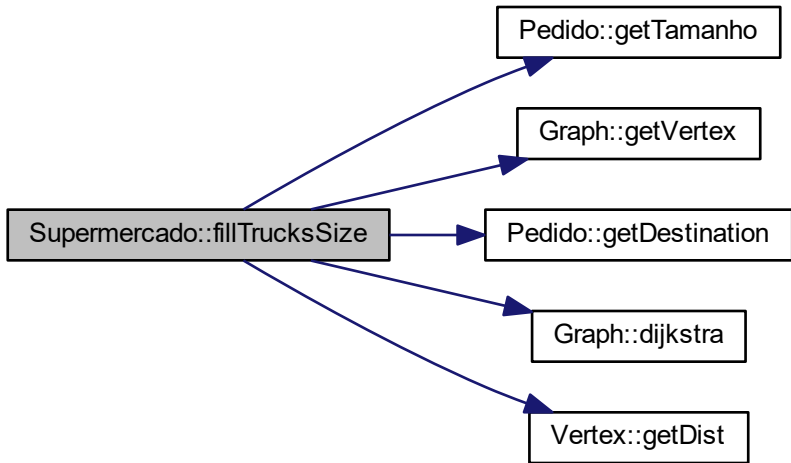 Pedido::getTamanho
Graph::getVertex
Supermercado::fillTrucksSize
Pedido::getDestination
Graph::dijkstra
Vertex::getDist